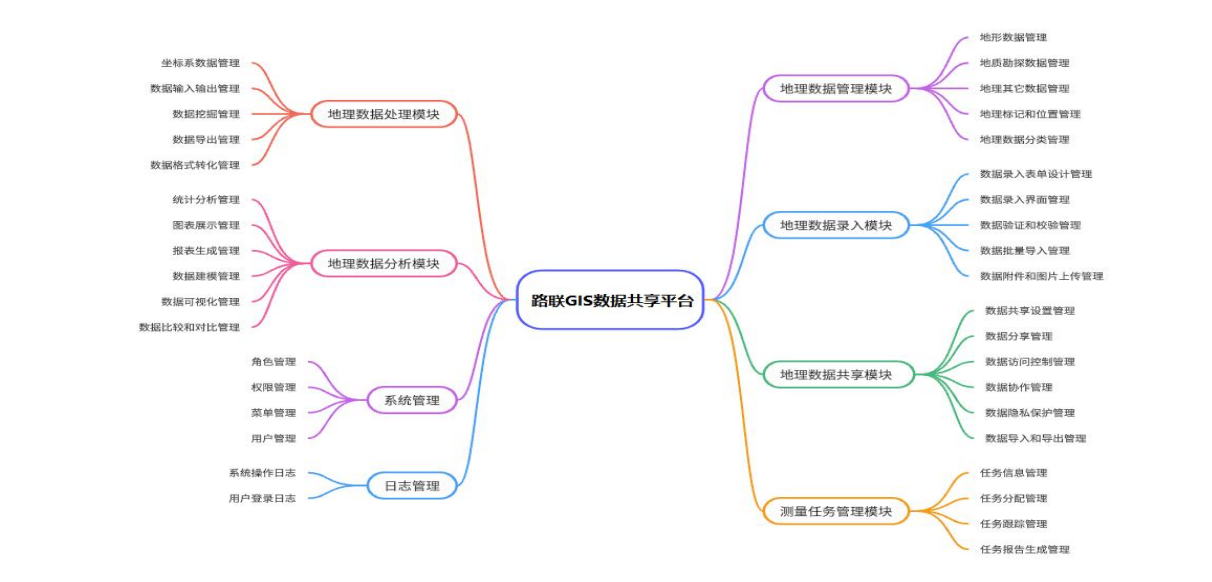 路联GIS数据共享平台
地理数据处理模块
坐标系数据管理
数据输入输出管理
数据挖掘管理
数据导出管理
数据格式转化管理
地理数据分析模块
统计分析管理
图表展示管理
报表生成管理
数据建模管理
数据可视化管理
数据比较和对比管理
系统管理
角色管理
权限管理
菜单管理
用户管理
日志管理
系统操作日志
用户登录日志
地理数据管理模块
地形数据管理
地质勘探数据管理
地理其它数据管理
地理标记和位置管理
地理数据分类管理
地理数据录入模块
数据录入表单设计管理
数据录入界面管理
数据验证和校验管理
数据批量导入管理
数据附件和图片上传管理
地理数据共享模块
数据共享设置管理
数据分享管理
数据访问控制管理
数据协作管理
数据隐私保护管理
数据导入和导出管理
测量任务管理模块
任务信息管理
任务分配管理
任务跟踪管理
任务报告生成管理